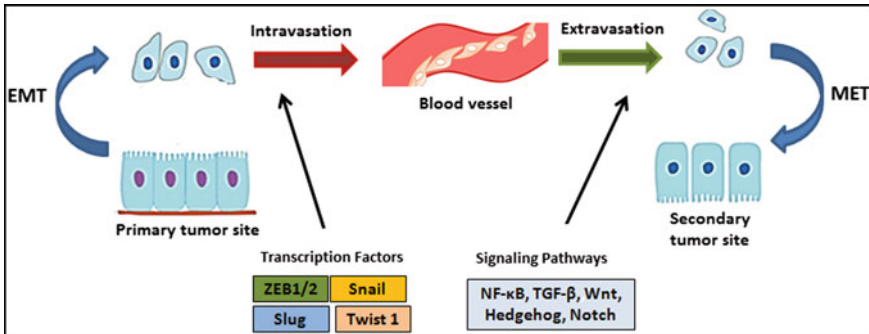 Intravasation
Extravasation
EMT
MET
Blood vessel
Primary tumor site
Secondary
tumor site
Transcription Factors
ZEB1/2
Snail
Slug
Twist 1
Signaling Pathways
NF-κB, TGF-β, Wnt,
Hedgehog, Notch